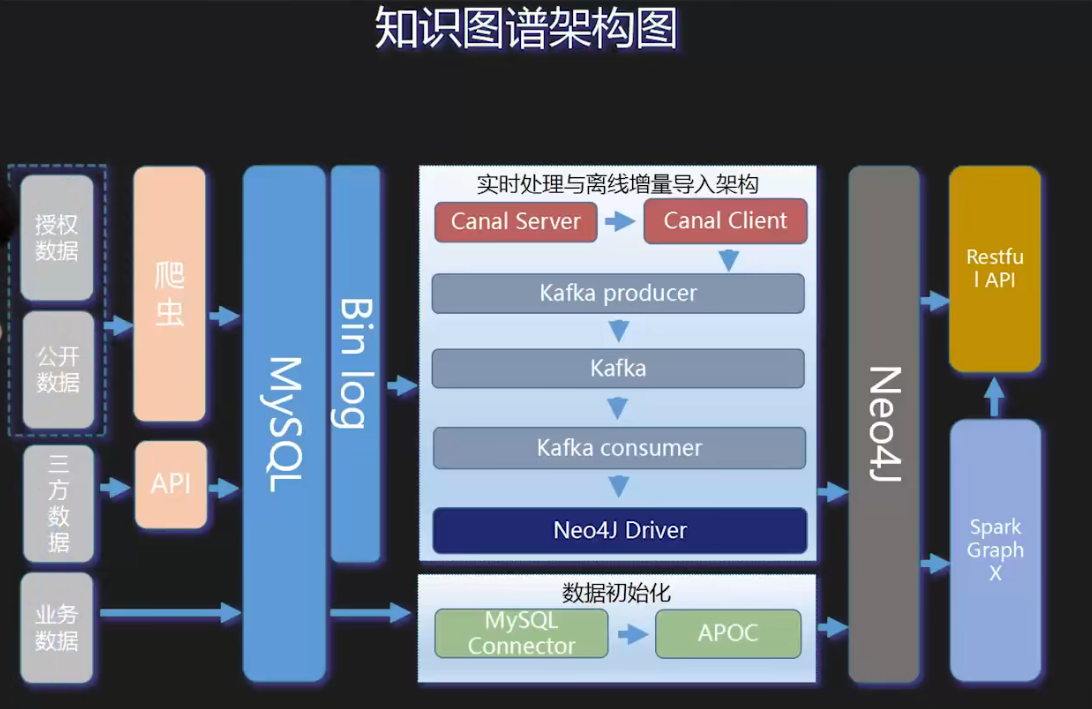 知识图谱架构图
授权
数据
公开
数据
三
方
数
据
业务
数据
爬
虫
API
MySQL
Bin log
实时处理与离线增量导入架构
Canal Server
Canal Client
Kafka producer
Kafka
Kafka consumer
Neo4J Driver
数据初始化
MySQL
Connector
APOC
Neo4J
Restfu
l API
Spark
Graph
X